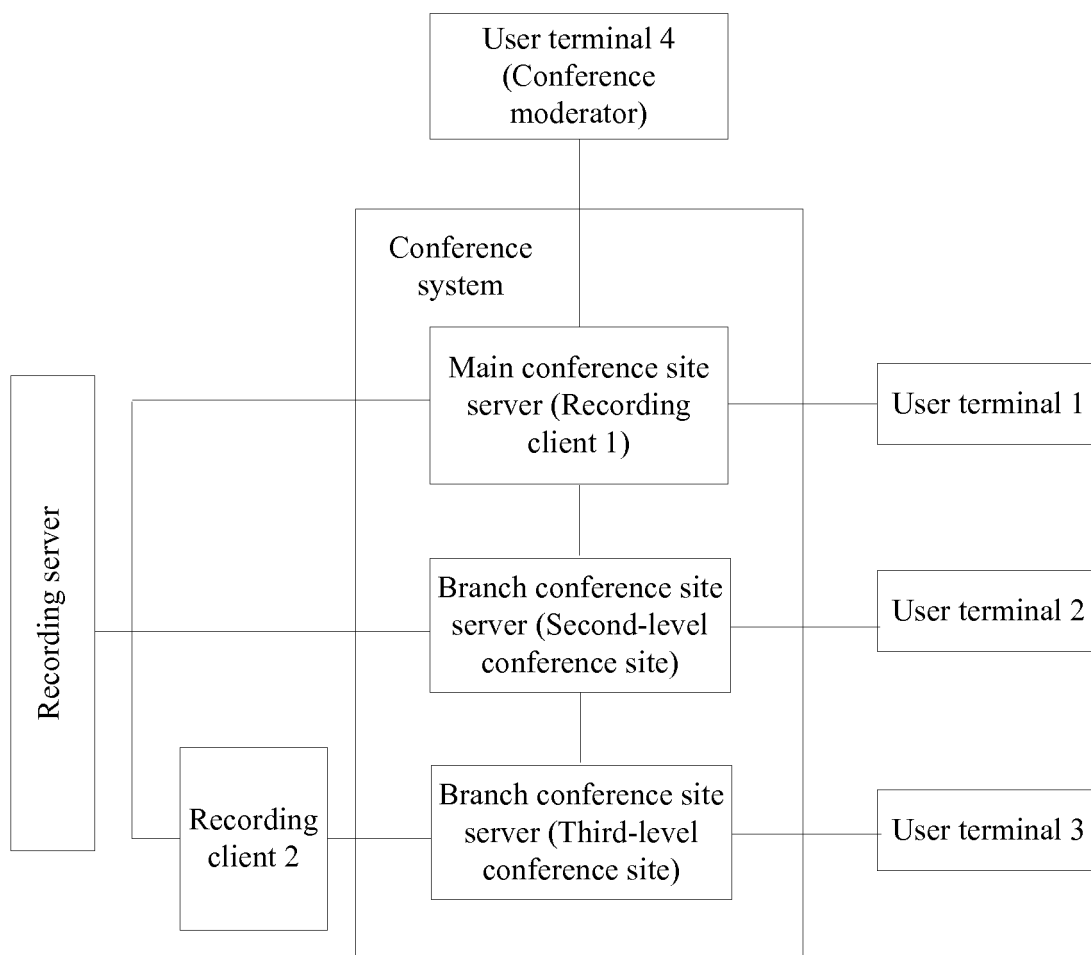 User terminal 4
(Conference
moderator)
Conference
system
Main conference site
server (Recording
client 1)
User terminal 1
Recording server
Branch conference site
server (Second-level
conference site)
User terminal 2
Recording
client 2
Branch conference site
server (Third-level
conference site)
User terminal 3